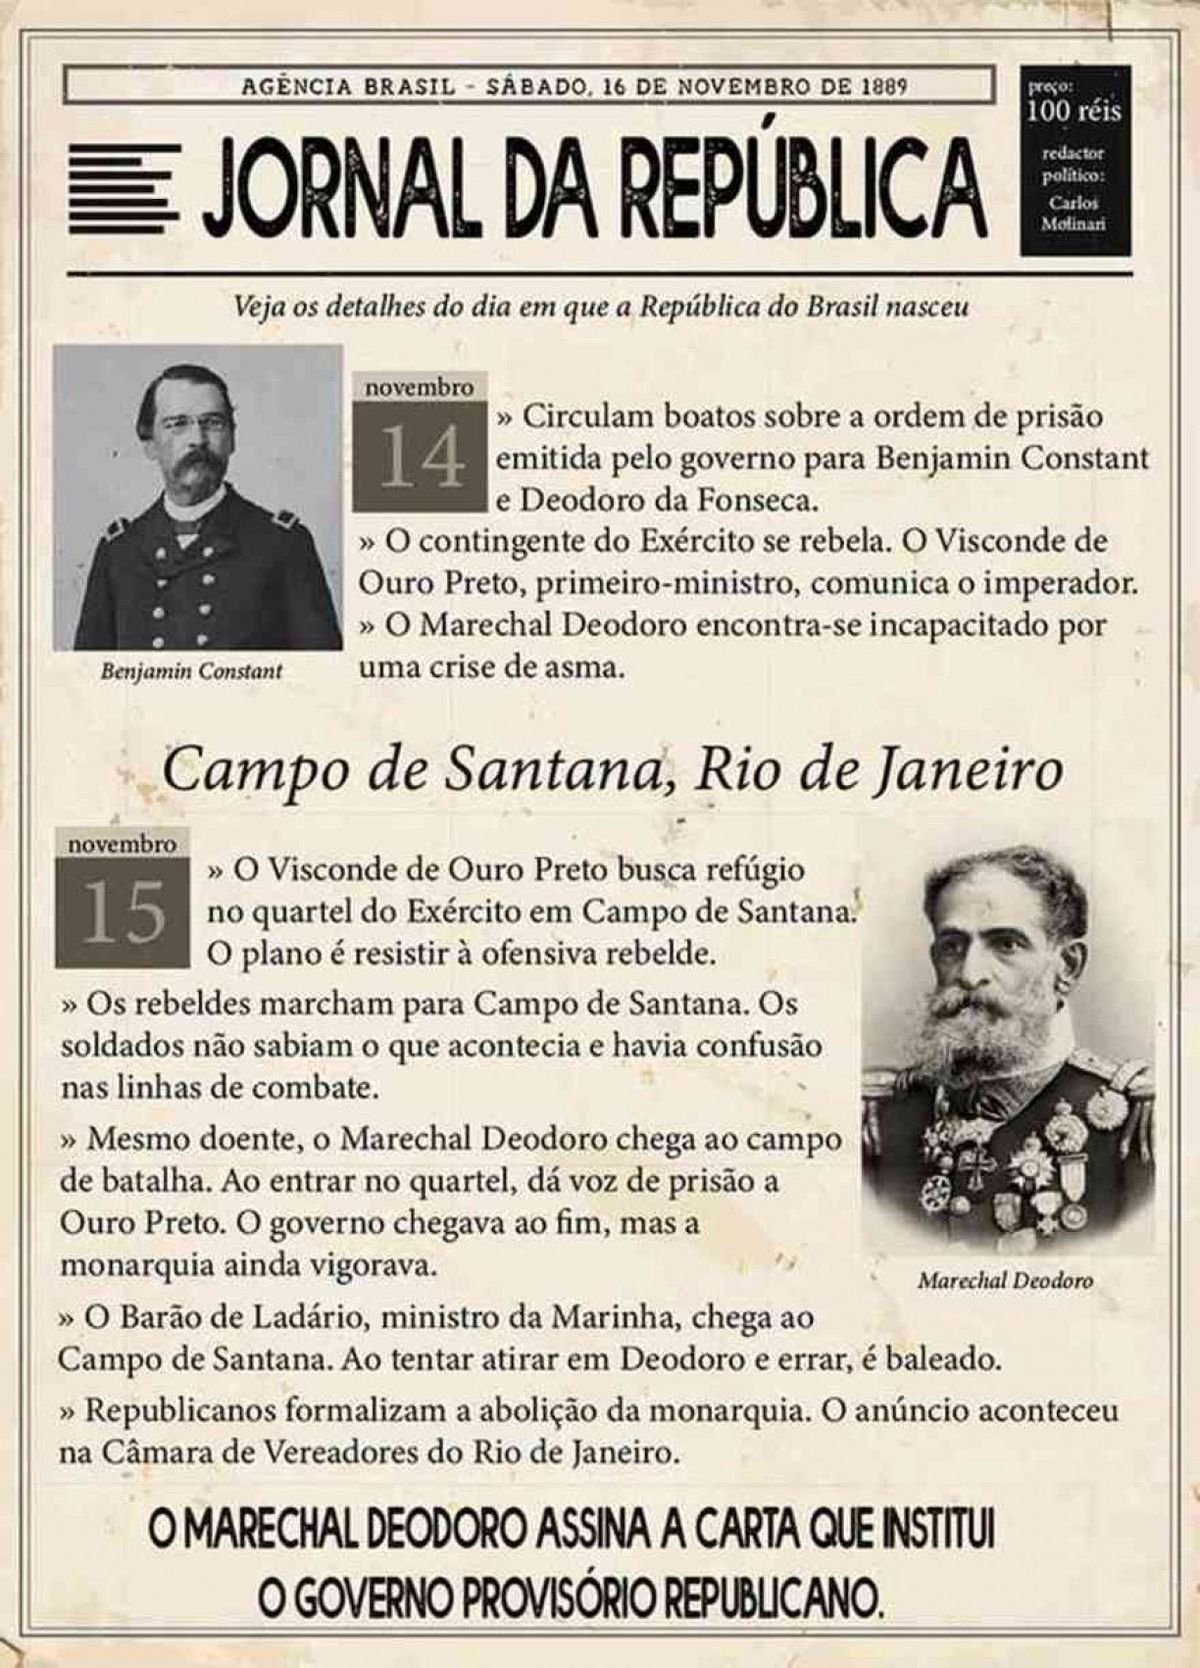 AGÊNCIA BRASIL - SÁBADO, 16 DE NOVEMBRO DE 1889
preço:
100 réis
redactor
político:
Carlos
Molinari
JORNAL DA REPÚBLICA
Veja os detalhes do dia em que a República do Brasil nasceu
novembro
14
» Circulam boatos sobre a ordem de prisão
emitida pelo governo para Benjamin Constant
e Deodoro da Fonseca.
» O contingente do Exército se rebela. O Visconde de
Ouro Preto, primeiro-ministro, comunica o imperador.
» O Marechal Deodoro encontra-se incapacitado por
uma crise de asma.
Benjamin Constant
Campo de Santana, Rio de Janeiro
novembro
15
» O Visconde de Ouro Preto busca refúgio
no quartel do Exército em Campo de Santana.
O plano é resistir à ofensiva rebelde.
» Os rebeldes marcham para Campo de Santana. Os
soldados não sabiam o que acontecia e havia confusão
nas linhas de combate.
» Mesmo doente, o Marechal Deodoro chega ao campo
de batalha. Ao entrar no quartel, dá voz de prisão a
Ouro Preto. O governo chegava ao fim, mas a
monarquia ainda vigorava.
Marechal Deodoro
» O Barão de Ladário, ministro da Marinha, chega ao
Campo de Santana. Ao tentar atirar em Deodoro e errar, é baleado.
» Republicanos formalizam a abolição da monarquia. O anúncio aconteceu
na Câmara de Vereadores do Rio de Janeiro.
O MARECHAL DEODORO ASSINA A CARTA QUE INSTITUI
O GOVERNO PROVISÓRIO REPUBLICANO.